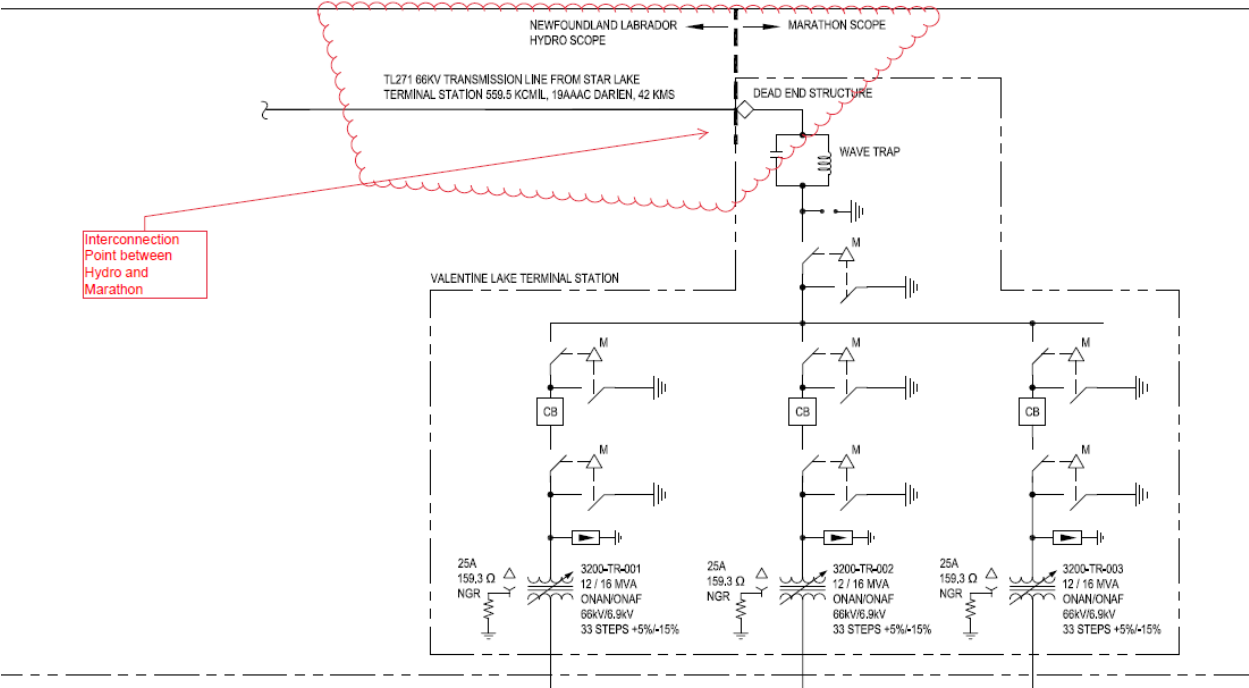 NEWFOUNDLAND LABRADOR
HYDRO SCOPE
MARATHON SCOPE
TL271 66KV TRANSMISSION LINE FROM STAR LAKE
TERMINAL STATION 559.5 KCMIL, 19AAAC DARIEN, 42 KMS
DEAD END STRUCTURE
WAVE TRAP
Interconnection
Point between
Hydro and
Marathon
M
VALENTINE LAKE TERMINAL STATION
M
M
M
CB
CB
CB
M
M
M
25A
159.3 Ω
NGR
3200-TR-001
12 / 16 MVA
ONAN/ONAF
66kV/6.9kV
33 STEPS +5%/-15%
25A
159.3 Ω
NGR
3200-TR-002
12 / 16 MVA
ONAN/ONAF
66kV/6.9kV
33 STEPS +5%/-15%
25A
159.3 Ω
NGR
3200-TR-003
12 / 16 MVA
ONAN/ONAF
66kV/6.9kV
33 STEPS +5%/-15%